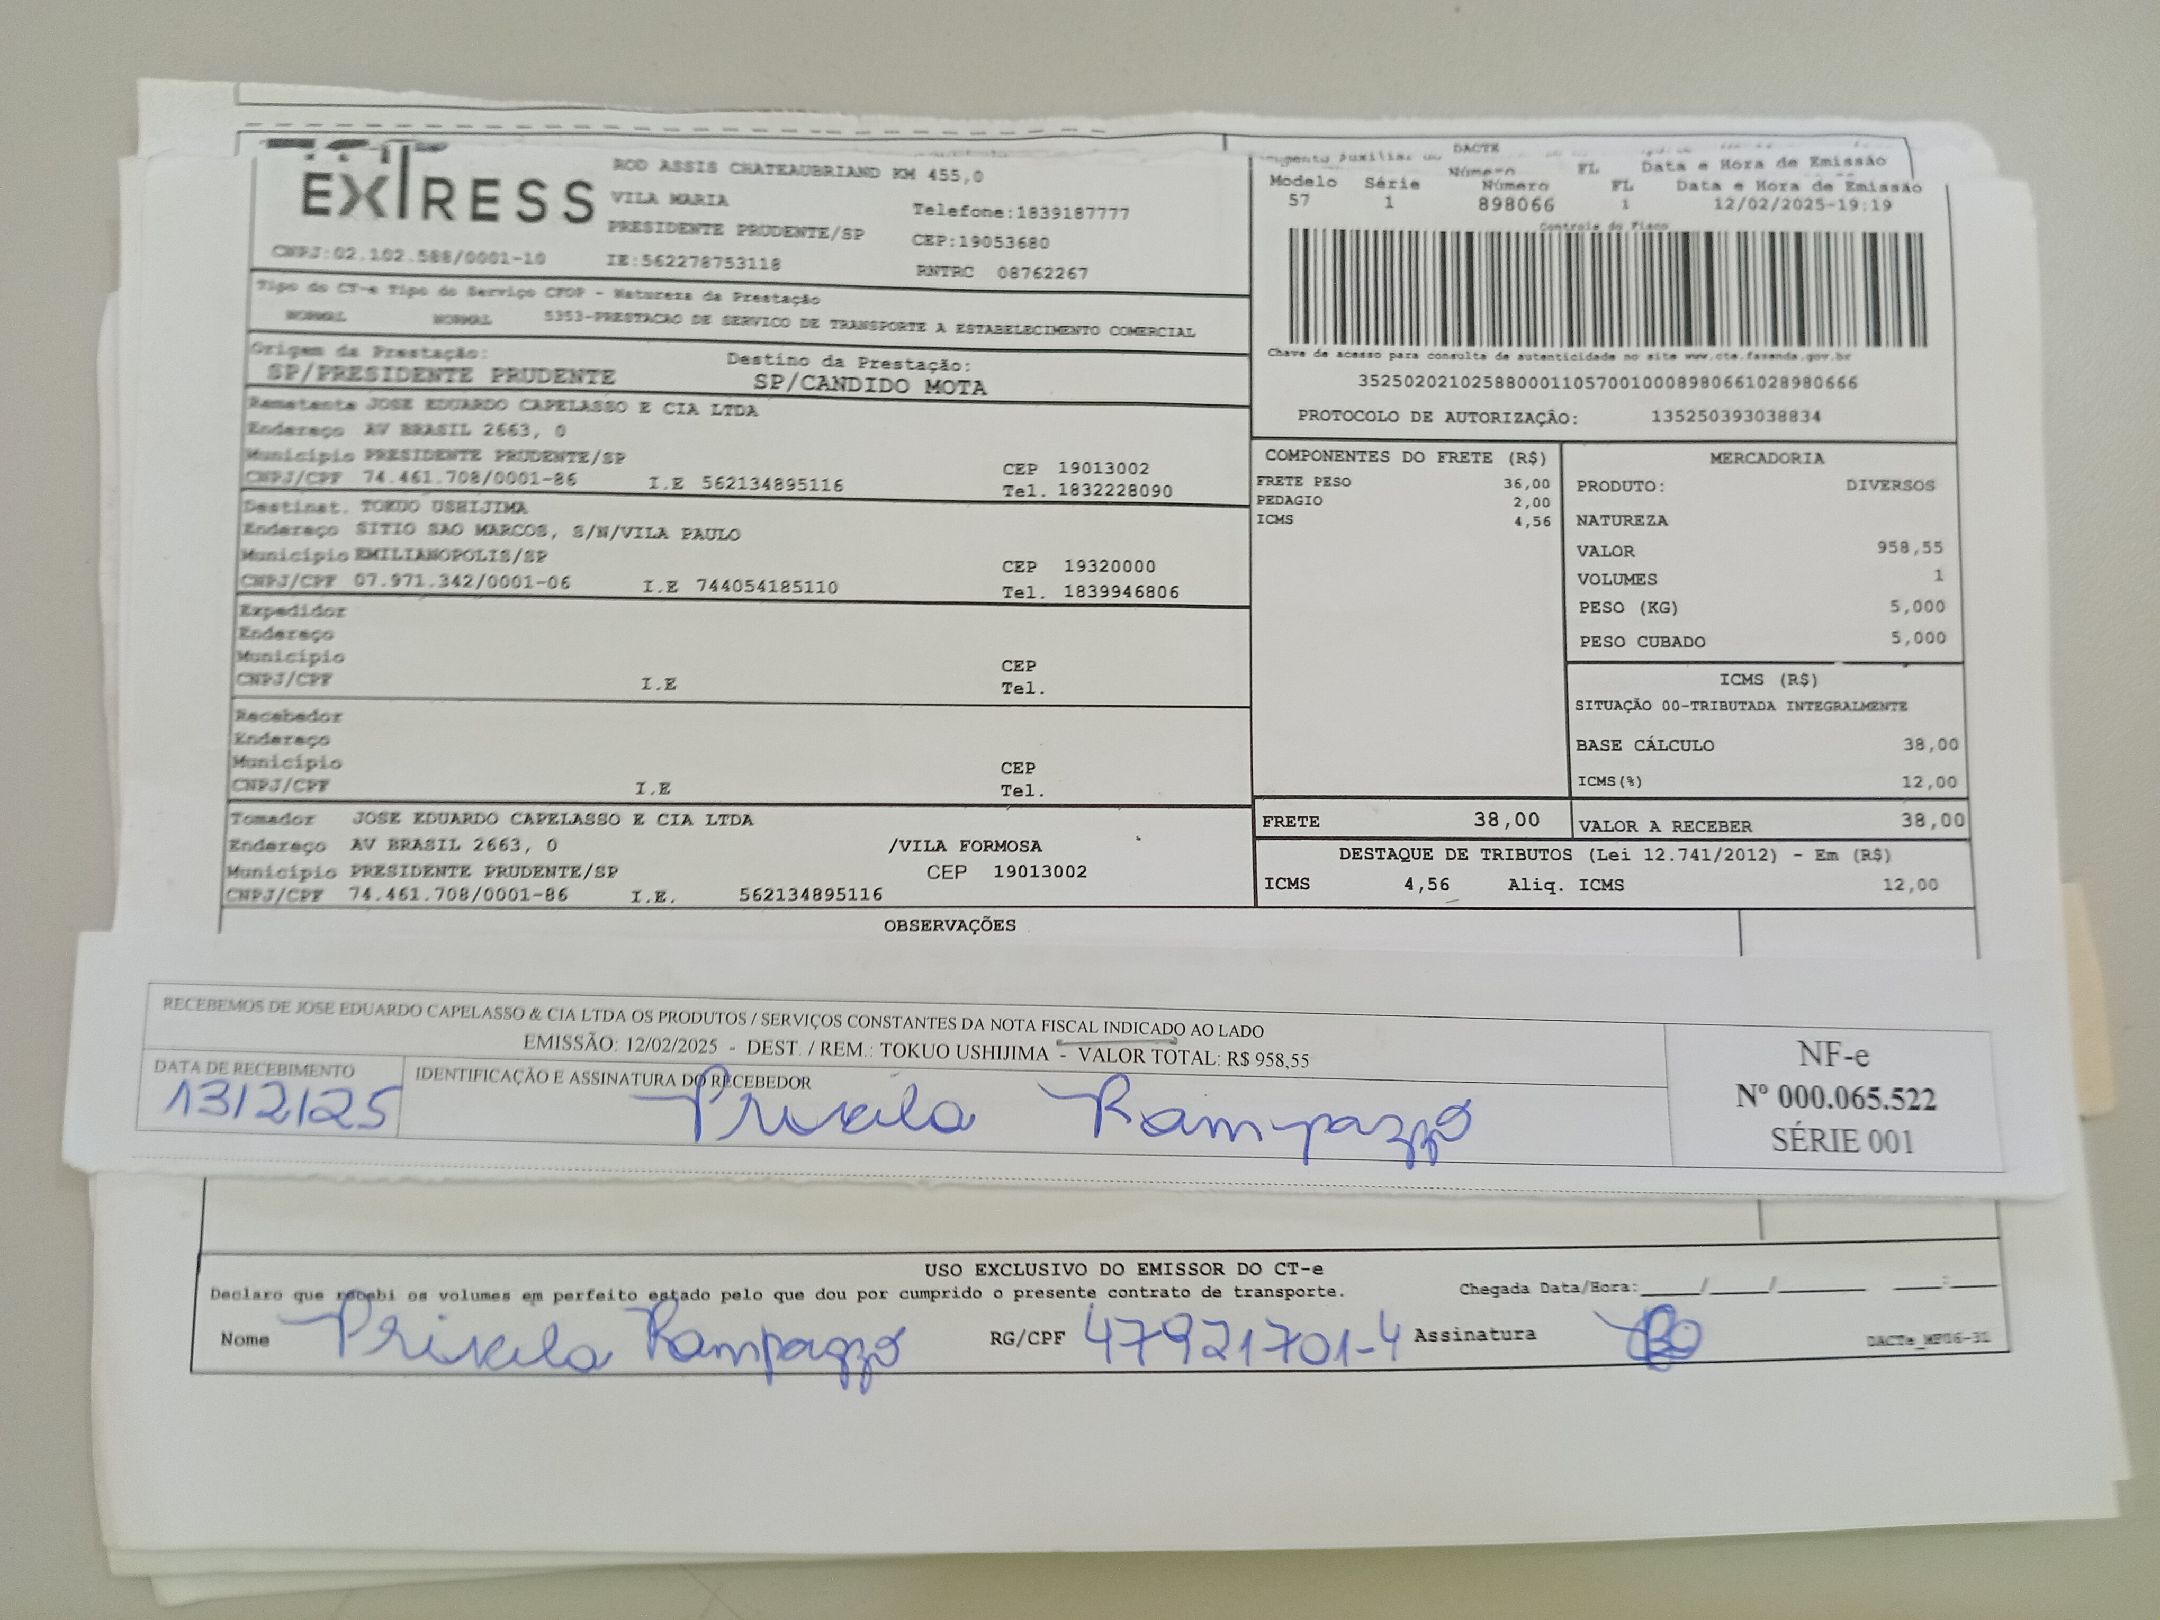 EXTRESS
ROD ASSIS CHATEAUBRIAND KM 455,0
VILA MARIA
Telefone:1839187777
PRESIDENTE PRUDENTE/SP
CEP:19053680
CNPJ:02.102.588/0001-10 IE:562278753118
RNTRC 08762267
Tipo do CT-e Tipo do Serviço CFOP - Natureza da Prestação
NORMAL NORMAL 5353-PRESTACAO DE SERVICO DE TRANSPORTE A ESTABELECIMENTO COMERCIAL
Origem da Prestação: Destino da Prestação:
SP/PRESIDENTE PRUDENTE SP/CANDIDO MOTA
Remetente JOSE EDUARDO CAPELASSO E CIA LTDA
Endereço AV BRASIL 2663, 0
Município PRESIDENTE PRUDENTE/SP CEP 19013002
CNPJ/CPF 74.461.708/0001-86 I.E 562134895116 Tel. 1832228090
Destinat. TOKUO USHIJIMA
Endereço SITIO SAO MARCOS, S/N/VILA PAULO
Município EMILIANOPOLIS/SP CEP 19320000
CNPJ/CPF 07.971.342/0001-06 I.E 744054185110 Tel. 1839946806
Expedidor
Endereço
Município CEP
CNPJ/CPF I.E Tel.
Recebedor
Endereço
Município CEP
CNPJ/CPF I.E Tel.
Tomador JOSE EDUARDO CAPELASSO E CIA LTDA
Endereço AV BRASIL 2663, 0 /VILA FORMOSA
Município PRESIDENTE PRUDENTE/SP CEP 19013002
CNPJ/CPF 74.461.708/0001-86 I.E. 562134895116
DACTE
Número FL Data e Hora de Emissão
Modelo Série Número FL Data e Hora de Emissão
57 1 898066 1 12/02/2025-19:19
Controle do Fisco
Chave de acesso para consulta de autenticidade no site www.cte.fazenda.gov.br
35250202102588000110570010008980661028980666
PROTOCOLO DE AUTORIZAÇÃO: 135250393038834
COMPONENTES DO FRETE (R$)
FRETE PESO 36,00
PEDAGIO 2,00
ICMS 4,56
MERCADORIA
PRODUTO: DIVERSOS
NATUREZA
VALOR 958,55
VOLUMES 1
PESO (KG) 5,000
PESO CUBADO 5,000
ICMS (R$)
SITUAÇÃO 00-TRIBUTADA INTEGRALMENTE
BASE CÁLCULO 38,00
ICMS(%) 12,00
FRETE 38,00 VALOR A RECEBER 38,00
DESTAQUE DE TRIBUTOS (Lei 12.741/2012) - Em (R$)
ICMS 4,56 Aliq. ICMS 12,00
OBSERVAÇÕES
RECEBEMOS DE JOSE EDUARDO CAPELASSO & CIA LTDA OS PRODUTOS / SERVIÇOS CONSTANTES DA NOTA FISCAL INDICADO AO LADO
EMISSÃO: 12/02/2025 - DEST. / REM.: TOKUO USHIJIMA - VALOR TOTAL: R$ 958,55
DATA DE RECEBIMENTO IDENTIFICAÇÃO E ASSINATURA DO RECEBEDOR
13/2/25 Priscila Rampazzo
NF-e
Nº 000.065.522
SÉRIE 001
USO EXCLUSIVO DO EMISSOR DO CT-e
Declaro que recebi os volumes em perfeito estado pelo que dou por cumprido o presente contrato de transporte. Chegada Data/Hora:____/____/______ ___:___
Nome Priscila Rampazzo RG/CPF 47921701-4 Assinatura
DACTe_MF06-31